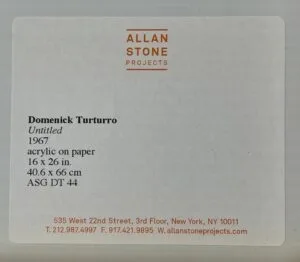 ALLAN
STONE
PROJECTS
Domenick Turturro
Untitled
1967
acrylic on paper
16 x 26 in.
40.6 x 66 cm
ASG DT 44
535 West 22nd Street, 3rd Floor, New York, NY 10011
T. 212.987.4997 F. 917.421.9895 W. allanstoneprojects.com